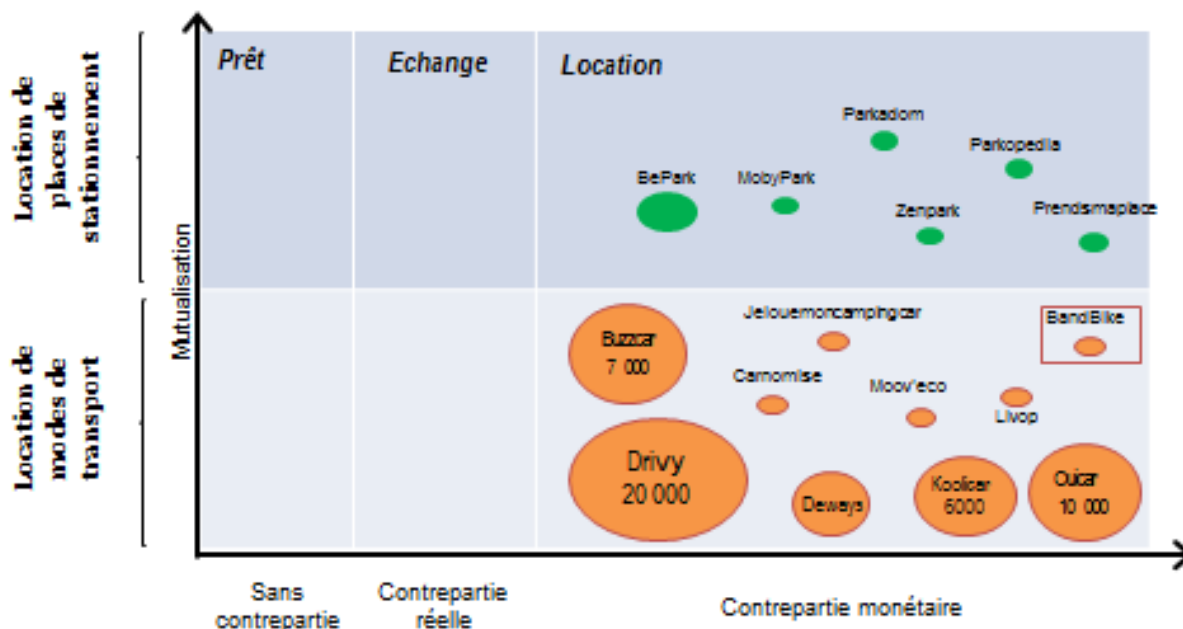 Location de
places de
stationnement
Location de
modes de
transport
Mutualisation
Prêt
Echange
Location
Parkadom
Parkopedia
BePark
MobyPark
Zenpark
Prendsmaplace
Jelouemoncampingcar
BandBike
Buzzcar
7 000
Carnomise
Moov'eco
Livop
Drivy
20 000
Deways
Koolicar
6000
Ouicar
10 000
Sans
contrepartie
Contrepartie
réelle
Contrepartie monétaire